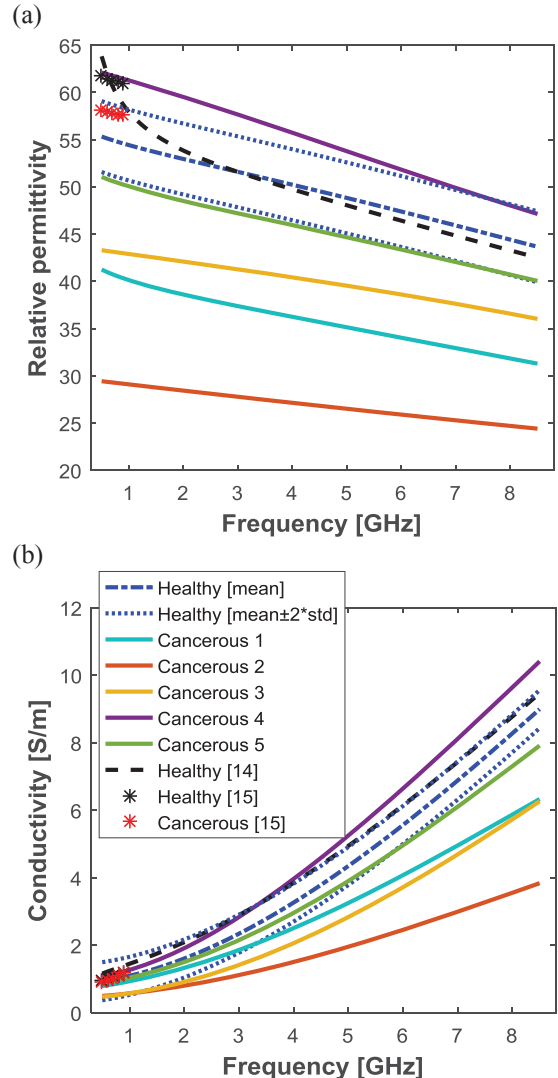 (a)
65
60
55
50
45
40
35
30
25
20
Relative permittivity
1 2 3 4 5 6 7 8
Frequency [GHz]
(b)
Healthy [mean]
Healthy [mean±2*std]
Cancerous 1
Cancerous 2
Cancerous 3
Cancerous 4
Cancerous 5
Healthy [14]
Healthy [15]
Cancerous [15]
12
10
8
6
4
2
0
Conductivity [S/m]
1 2 3 4 5 6 7 8
Frequency [GHz]